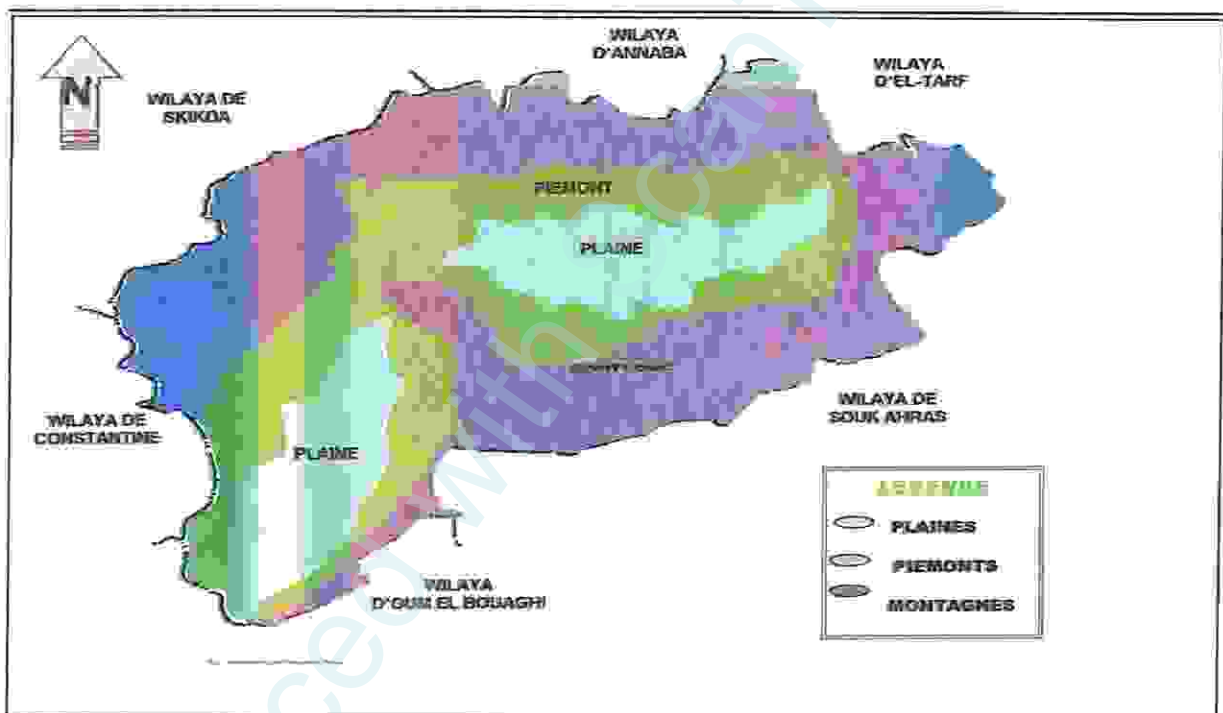 WILAYA
D'ANNABA
WILAYA
D'EL-TARF
N
WILAYA DE
SKIKDA
PIEMONT
PLAINE
WILAYA DE
CONSTANTINE
PLAINE
WILAYA DE
SOUK AHRAS
WILAYA
D'OUM EL BOUAGHI
PLAINES
PIEMONTS
MONTAGNES